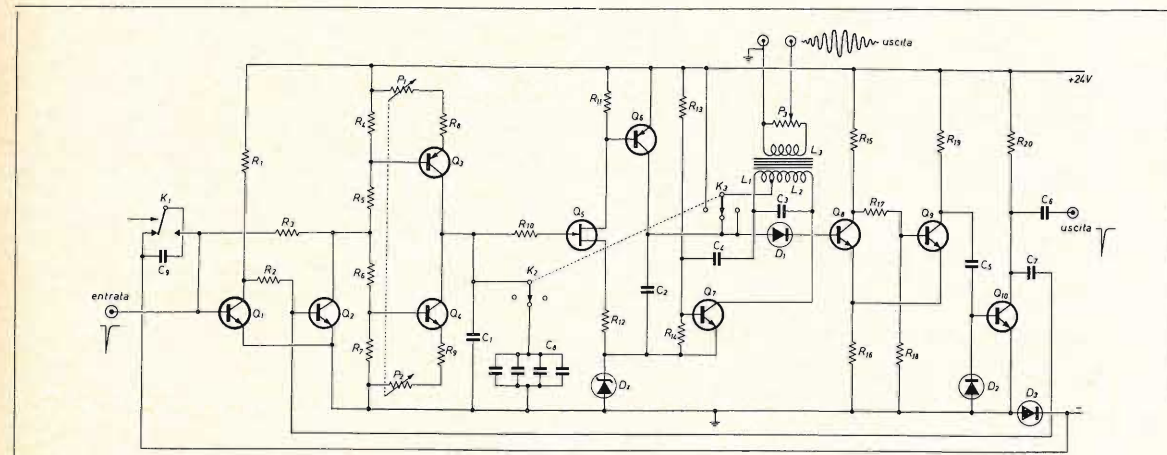 uscita
+24V
P1
R4
R8
R11
Q6
R13
P3
L3
R15
R19
R20
R1
Q3
K1
R5
L1
K3
L2
C3
Q8
R17
Q9
C6
uscita
R3
R10
Q5
C9
R2
R6
K2
C2
C4
D1
C5
C7
Q10
entrata
Q1
Q2
Q4
R12
Q7
R14
R7
R9
C1
C8
R16
R18
P2
D2
D3